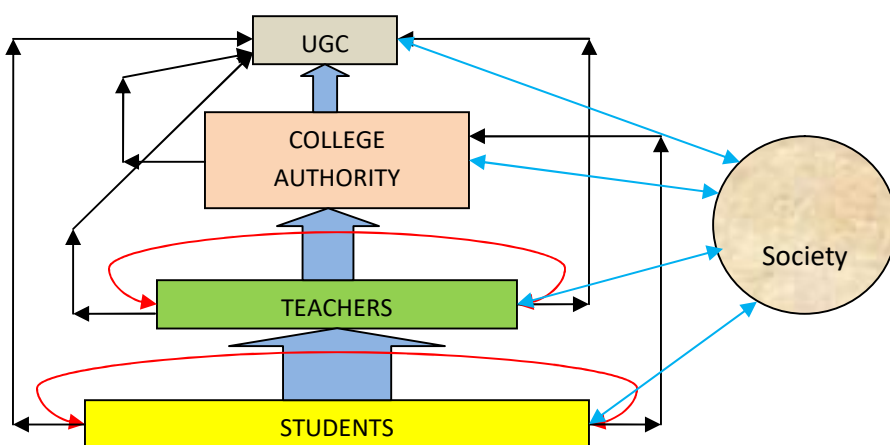 UGC
COLLEGE
AUTHORITY
Society
TEACHERS
STUDENTS